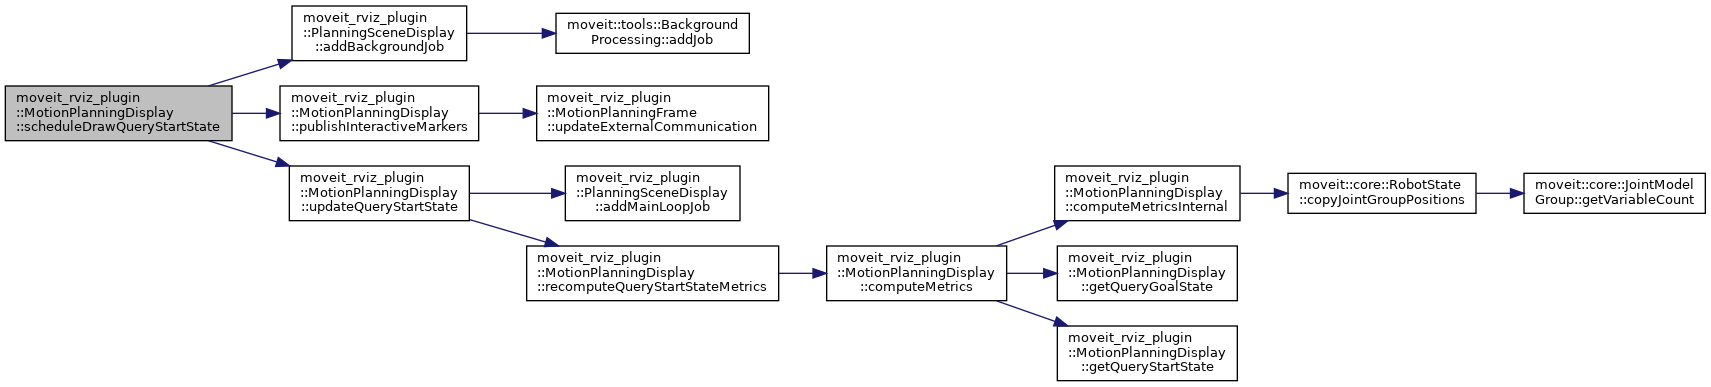 moveit_rviz_plugin
::PlanningSceneDisplay
::addBackgroundJob
moveit::tools::Background
Processing::addJob
moveit_rviz_plugin
::MotionPlanningDisplay
::scheduleDrawQueryStartState
moveit_rviz_plugin
::MotionPlanningDisplay
::publishInteractiveMarkers
moveit_rviz_plugin
::MotionPlanningFrame
::updateExternalCommunication
moveit_rviz_plugin
::MotionPlanningDisplay
::updateQueryStartState
moveit_rviz_plugin
::PlanningSceneDisplay
::addMainLoopJob
moveit_rviz_plugin
::MotionPlanningDisplay
::computeMetricsInternal
moveit::core::RobotState
::copyJointGroupPositions
moveit::core::JointModel
Group::getVariableCount
moveit_rviz_plugin
::MotionPlanningDisplay
::recomputeQueryStartStateMetrics
moveit_rviz_plugin
::MotionPlanningDisplay
::computeMetrics
moveit_rviz_plugin
::MotionPlanningDisplay
::getQueryGoalState
moveit_rviz_plugin
::MotionPlanningDisplay
::getQueryStartState